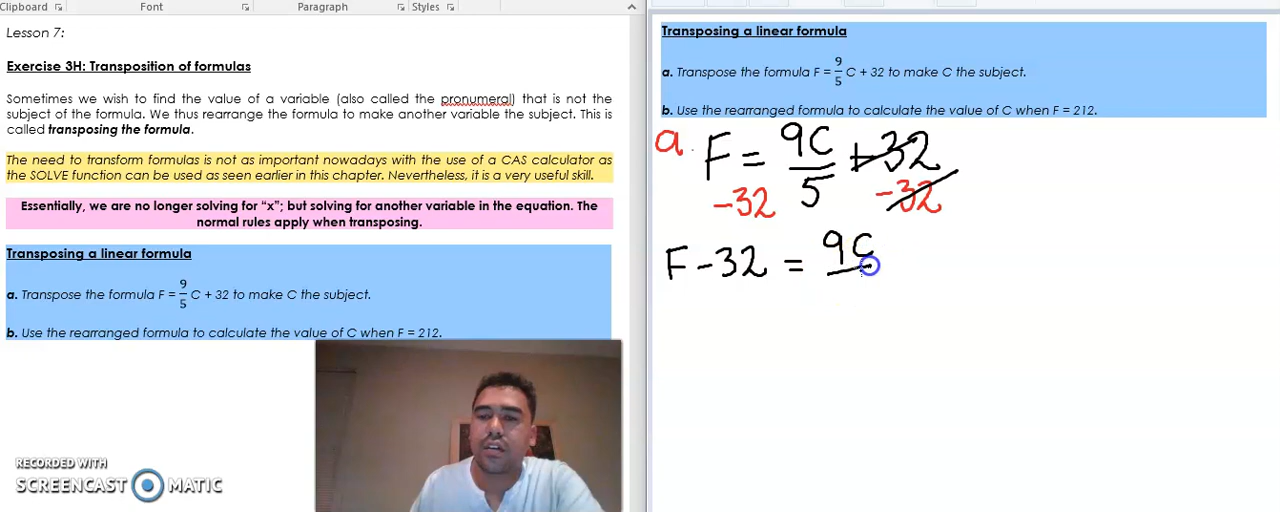 Clipboard Font Paragraph Styles
Lesson 7:
Exercise 3H: Transposition of formulas
Sometimes we wish to find the value of a variable (also called the pronumeral) that is not the
subject of the formula. We thus rearrange the formula to make another variable the subject. This is
called transposing the formula.
The need to transform formulas is not as important nowadays with the use of a CAS calculator as
the SOLVE function can be used as seen earlier in this chapter. Nevertheless, it is a very useful skill.
Essentially, we are no longer solving for “x”; but solving for another variable in the equation. The
normal rules apply when transposing.
Transposing a linear formula
a. Transpose the formula F = 9/5 C + 32 to make C the subject.
b. Use the rearranged formula to calculate the value of C when F = 212.
RECORDED WITH
SCREENCAST MATIC
Transposing a linear formula
a. Transpose the formula F = 9/5 C + 32 to make C the subject.
b. Use the rearranged formula to calculate the value of C when F = 212.
a. F = 9C/5 +32
-32 -32
F - 32 = 9C